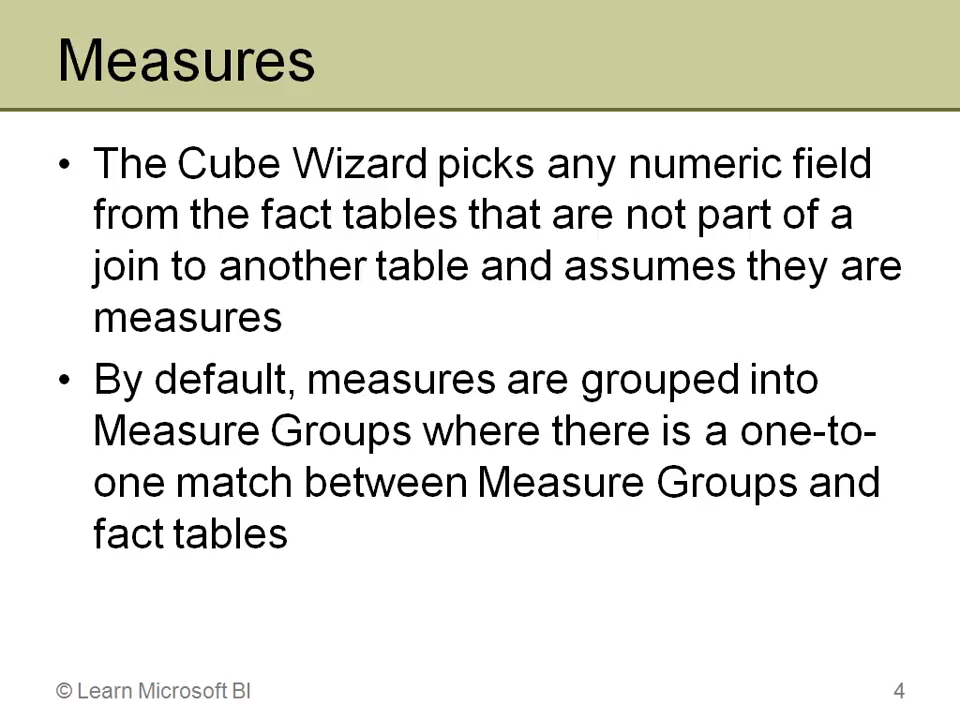 Measures
• The Cube Wizard picks any numeric field
from the fact tables that are not part of a
join to another table and assumes they are
measures
• By default, measures are grouped into
Measure Groups where there is a one-to-
one match between Measure Groups and
fact tables
© Learn Microsoft BI
4